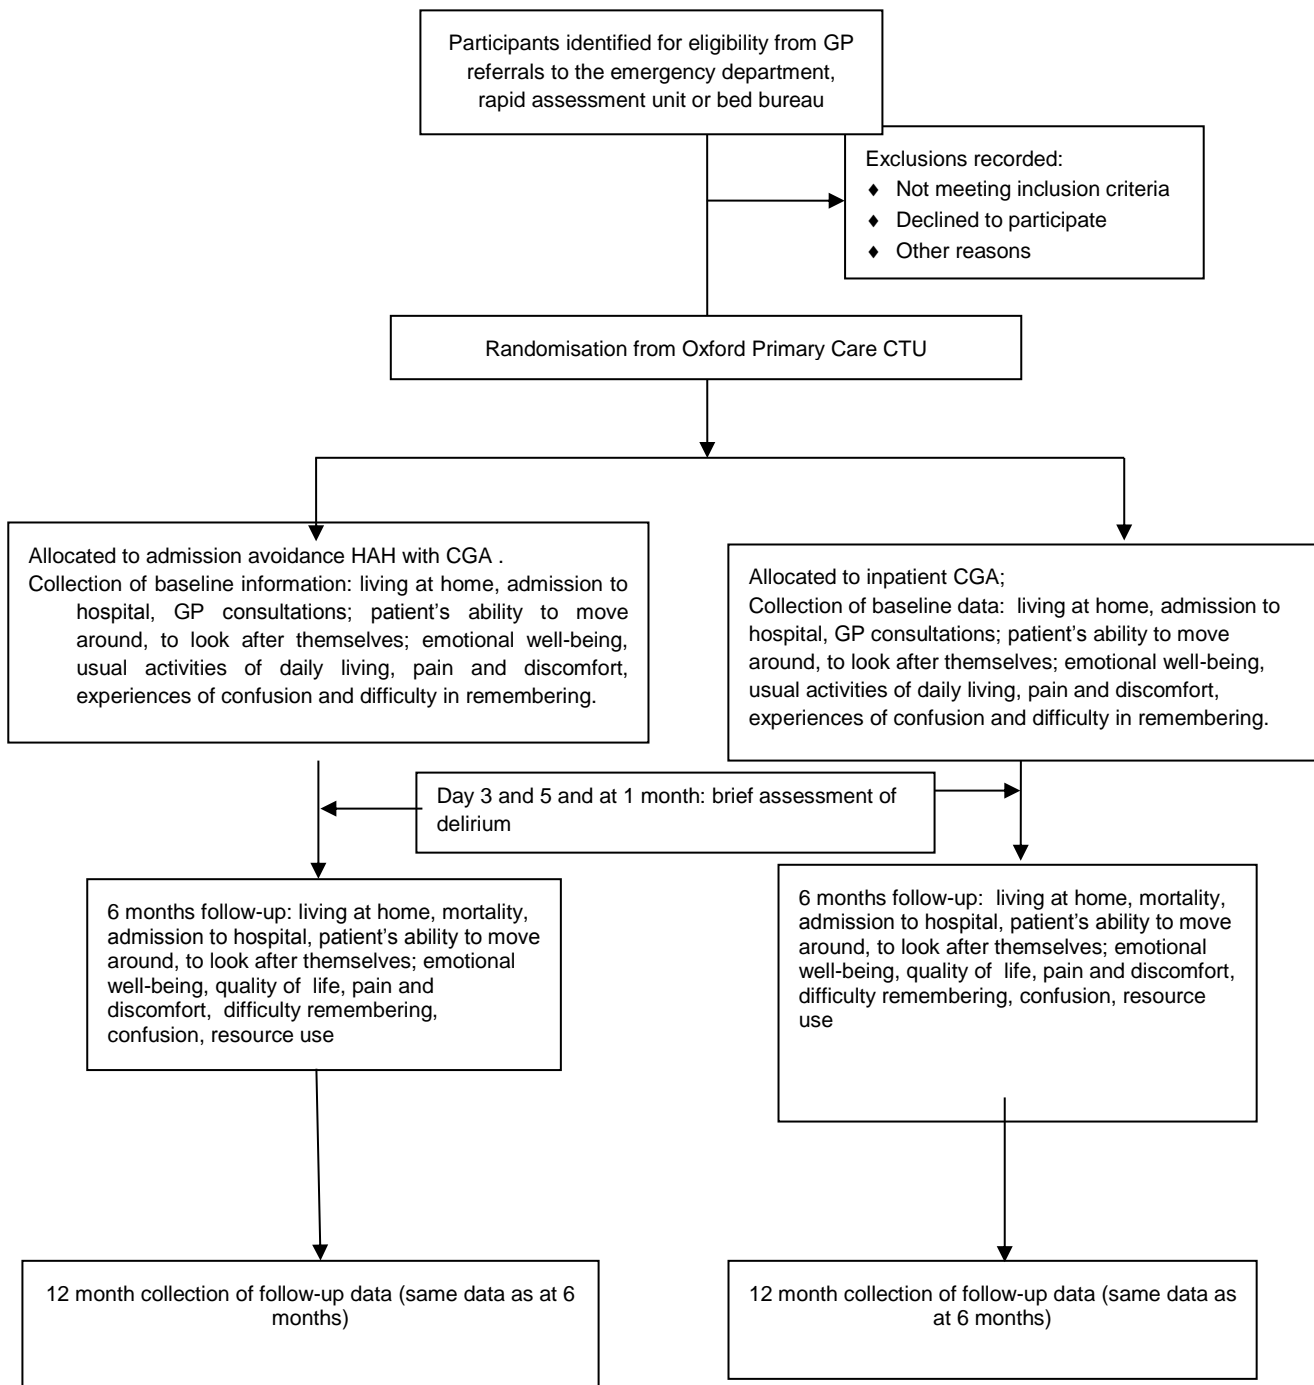 Participants identified for eligibility from GP
referrals to the emergency department,
rapid assessment unit or bed bureau
Exclusions recorded:
♦ Not meeting inclusion criteria
♦ Declined to participate
♦ Other reasons
Randomisation from Oxford Primary Care CTU
Allocated to admission avoidance HAH with CGA .
Collection of baseline information: living at home, admission to
hospital, GP consultations; patient’s ability to move
around, to look after themselves; emotional well-being,
usual activities of daily living, pain and discomfort,
experiences of confusion and difficulty in remembering.
Allocated to inpatient CGA;
Collection of baseline data: living at home, admission to
hospital, GP consultations; patient’s ability to move
around, to look after themselves; emotional well-being,
usual activities of daily living, pain and discomfort,
experiences of confusion and difficulty in remembering.
Day 3 and 5 and at 1 month: brief assessment of
delirium
6 months follow-up: living at home, mortality,
admission to hospital, patient’s ability to move
around, to look after themselves; emotional
well-being, quality of life, pain and
discomfort, difficulty remembering,
confusion, resource use
6 months follow-up: living at home, mortality,
admission to hospital, patient’s ability to move
around, to look after themselves; emotional
well-being, quality of life, pain and discomfort,
difficulty remembering, confusion, resource
use
12 month collection of follow-up data (same data as at 6
months)
12 month collection of follow-up data (same data as
at 6 months)